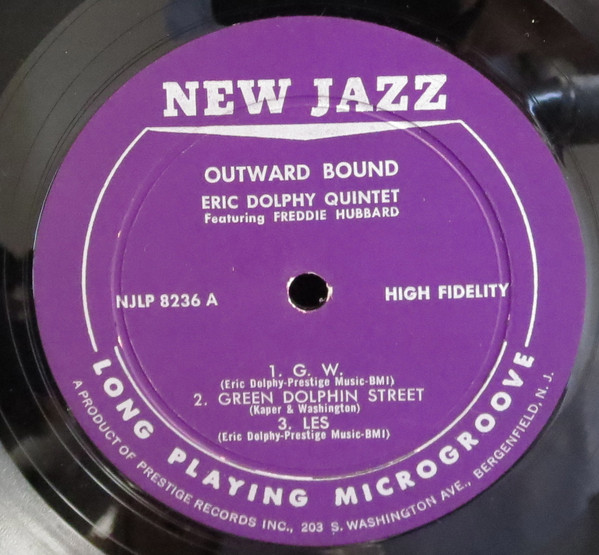 NEW JAZZ
OUTWARD BOUND
ERIC DOLPHY QUINTET
Featuring FREDDIE HUBBARD
NJLP 8236 A
HIGH FIDELITY
1. G. W.
(Eric Dolphy-Prestige Music-BMI)
2. GREEN DOLPHIN STREET
(Kaper & Washington)
3. LES
(Eric Dolphy-Prestige Music-BMI)
LONG PLAYING MICROGROOVE
A PRODUCT OF PRESTIGE RECORDS INC., 203 S. WASHINGTON AVE., BERGENFIELD, N. J.